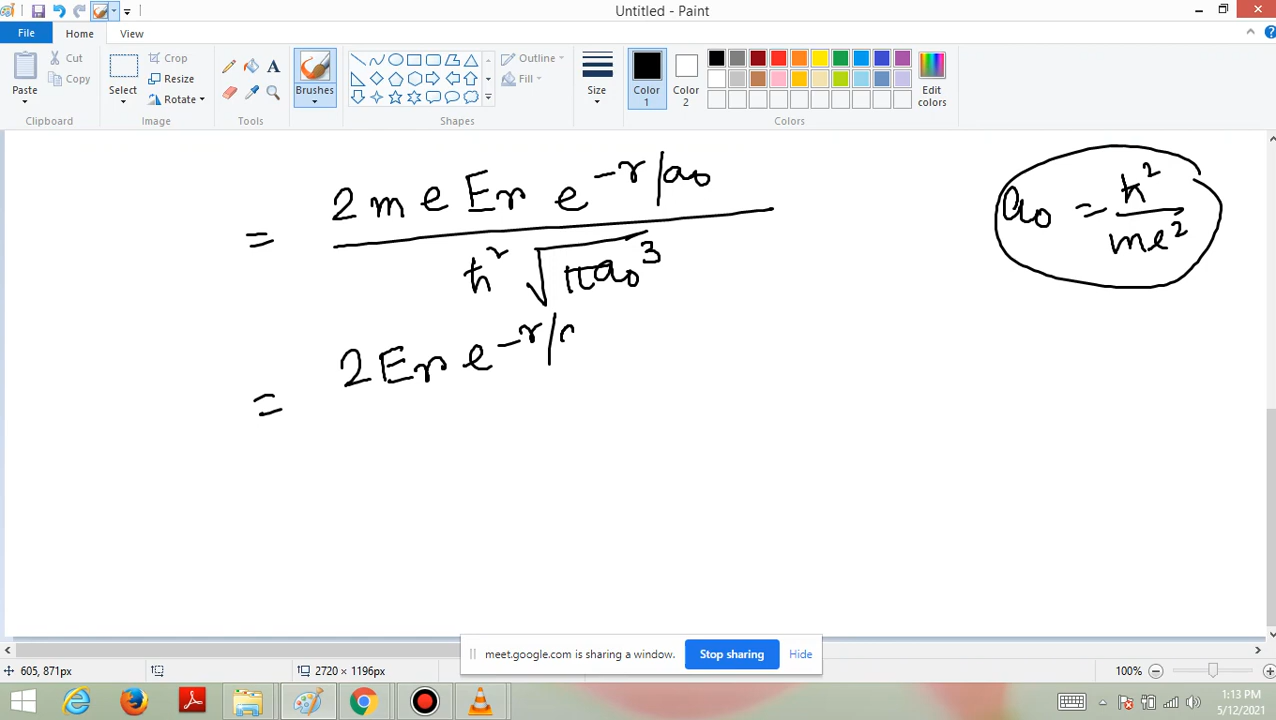 Untitled - Paint
File Home View
Paste Cut Copy Select Crop Resize Rotate Brushes Outline Fill Size Color 1 Color 2 Edit colors
Clipboard Image Tools Shapes Colors
2 m e E r e^{-r/a₀}
= ħ² √πa₀³
a₀ = ħ²/me²
2 E r e^{-r/
=
meet.google.com is sharing a window. Stop sharing Hide
605, 871px 2720 × 1196px 100%
1:13 PM
5/12/2021